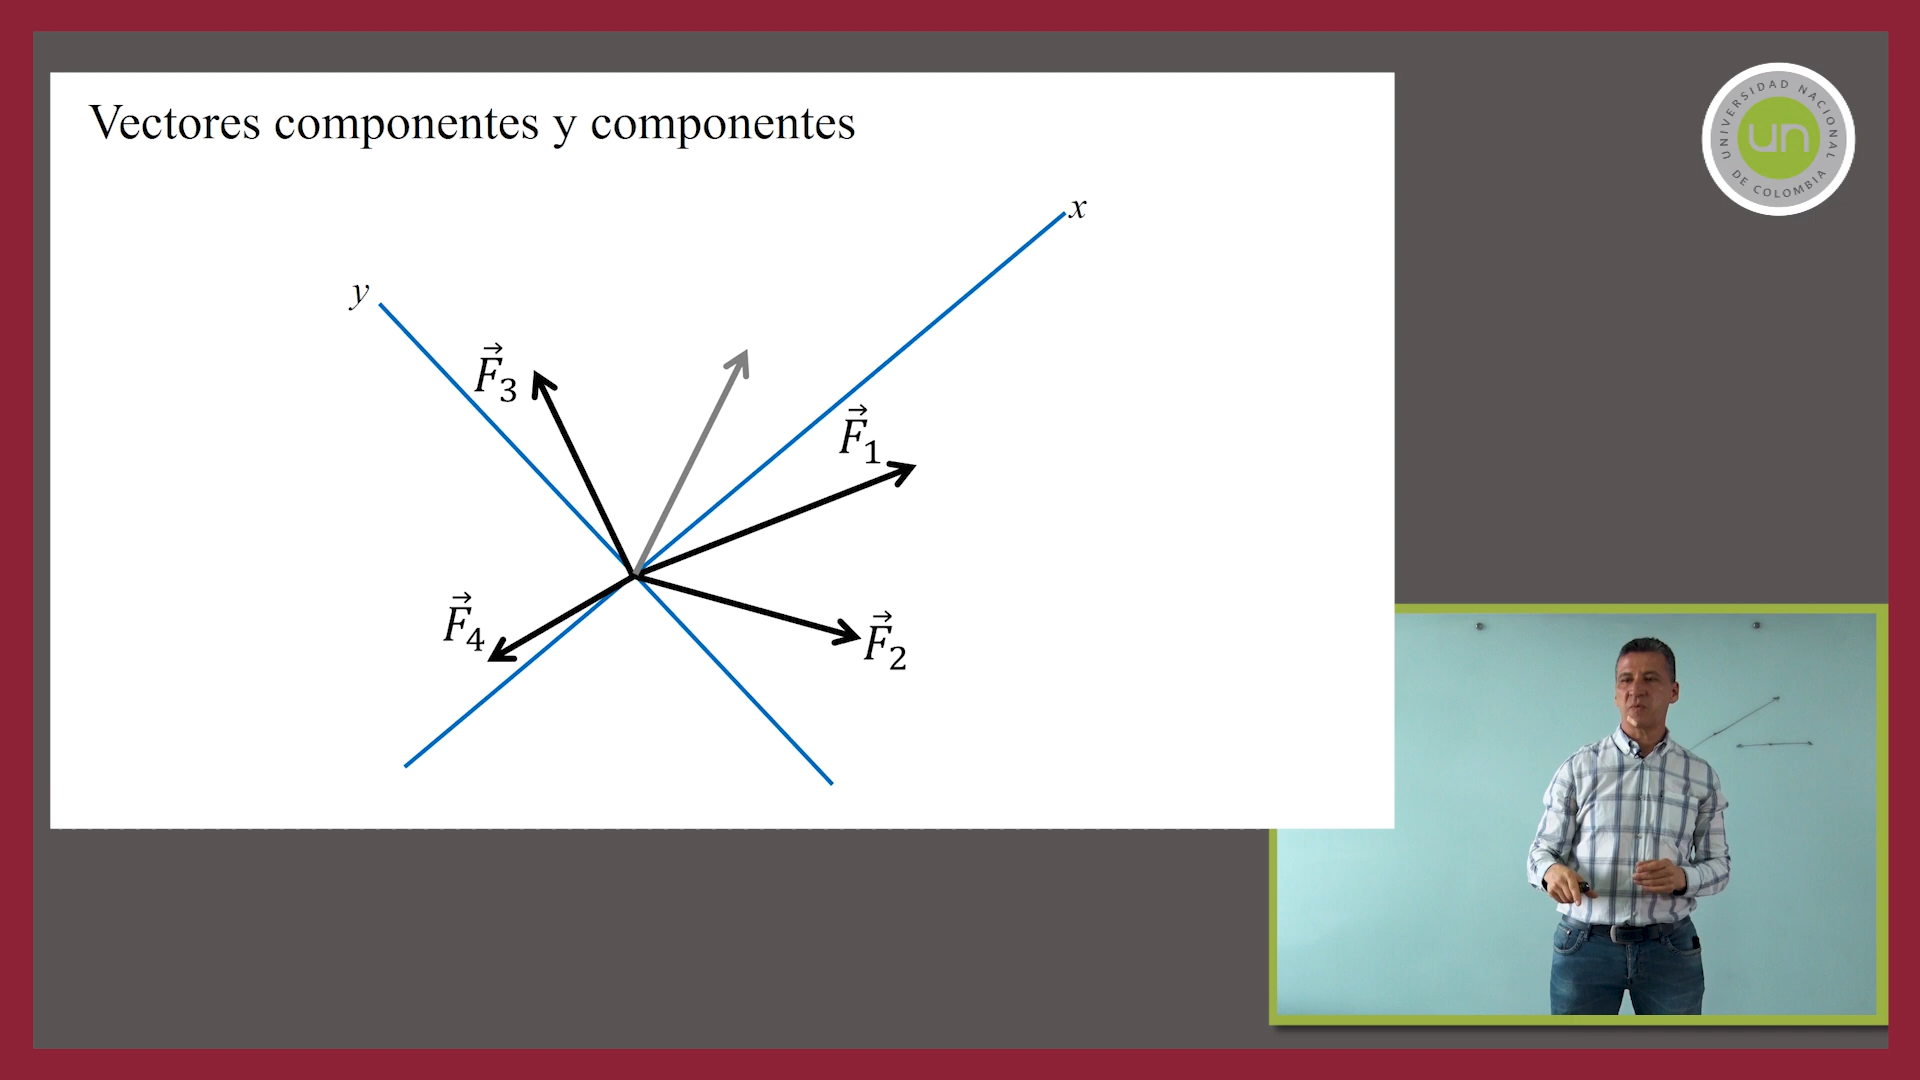 Vectores componentes y componentes
x
y
F⃗₃
F⃗₁
F⃗₄
F⃗₂
UNIVERSIDAD NACIONAL
DE COLOMBIA
un